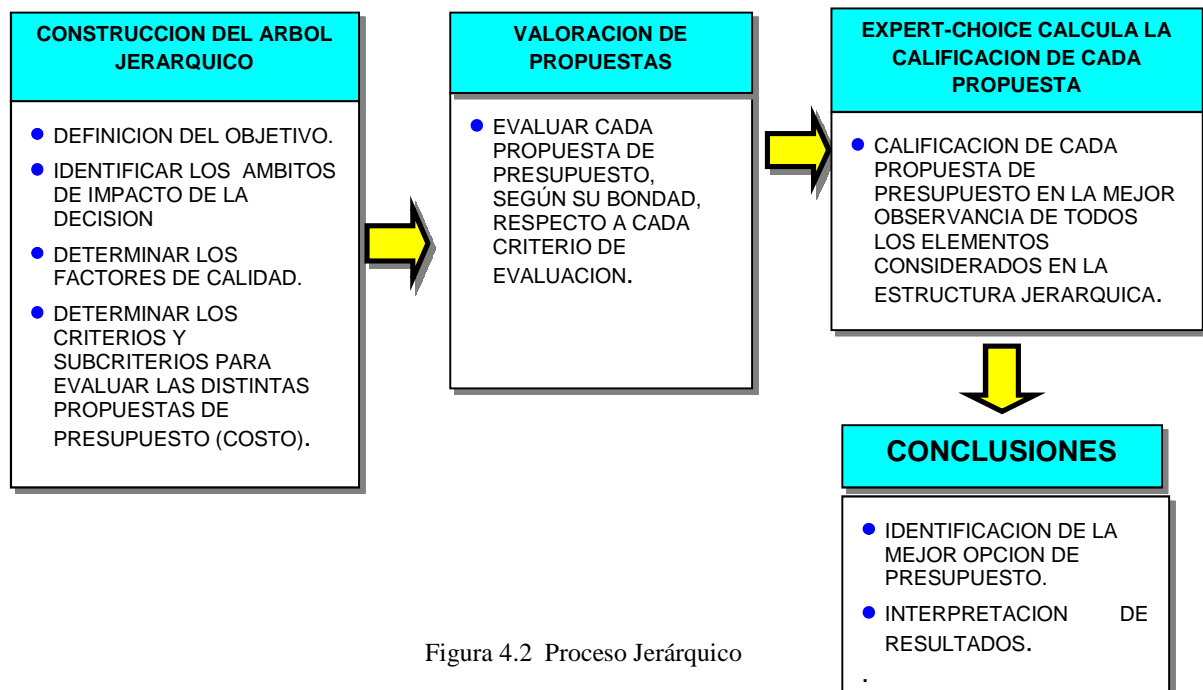 CONSTRUCCION DEL ARBOL
JERARQUICO
● DEFINICION DEL OBJETIVO.
● IDENTIFICAR LOS AMBITOS
DE IMPACTO DE LA
DECISION
● DETERMINAR LOS
FACTORES DE CALIDAD.
● DETERMINAR LOS
CRITERIOS Y
SUBCRITERIOS PARA
EVALUAR LAS DISTINTAS
PROPUESTAS DE
PRESUPUESTO (COSTO).
VALORACION DE
PROPUESTAS
● EVALUAR CADA
PROPUESTA DE
PRESUPUESTO,
SEGÚN SU BONDAD,
RESPECTO A CADA
CRITERIO DE
EVALUACION.
EXPERT-CHOICE CALCULA LA
CALIFICACION DE CADA
PROPUESTA
● CALIFICACION DE CADA
PROPUESTA DE
PRESUPUESTO EN LA MEJOR
OBSERVANCIA DE TODOS
LOS ELEMENTOS
CONSIDERADOS EN LA
ESTRUCTURA JERARQUICA.
CONCLUSIONES
● IDENTIFICACION DE LA
MEJOR OPCION DE
PRESUPUESTO.
● INTERPRETACION DE
RESULTADOS.
.
Figura 4.2 Proceso Jerárquico